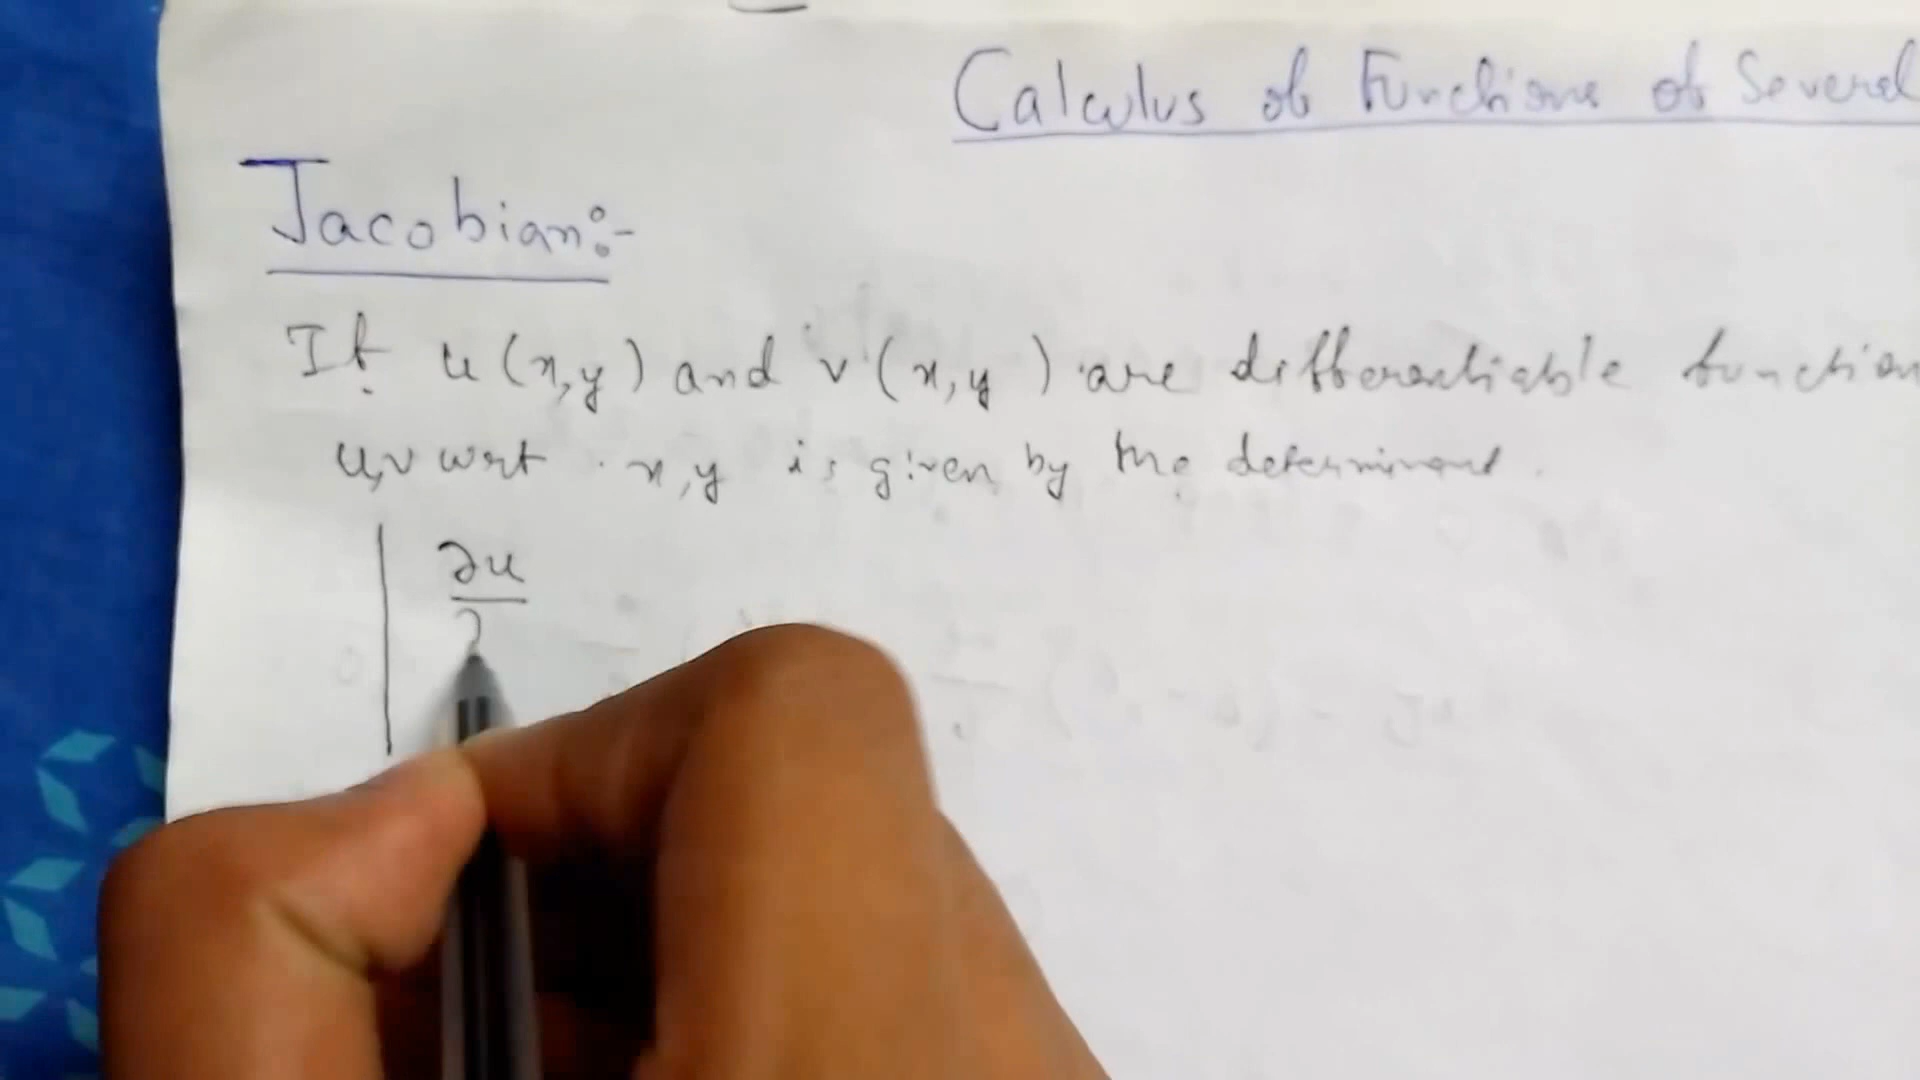 Calculus of Functions of Several
Jacobian:-
If u(x,y) and v(x,y) are differentiable function
u,v wrt x,y is given by the determinant.
∂u
∂